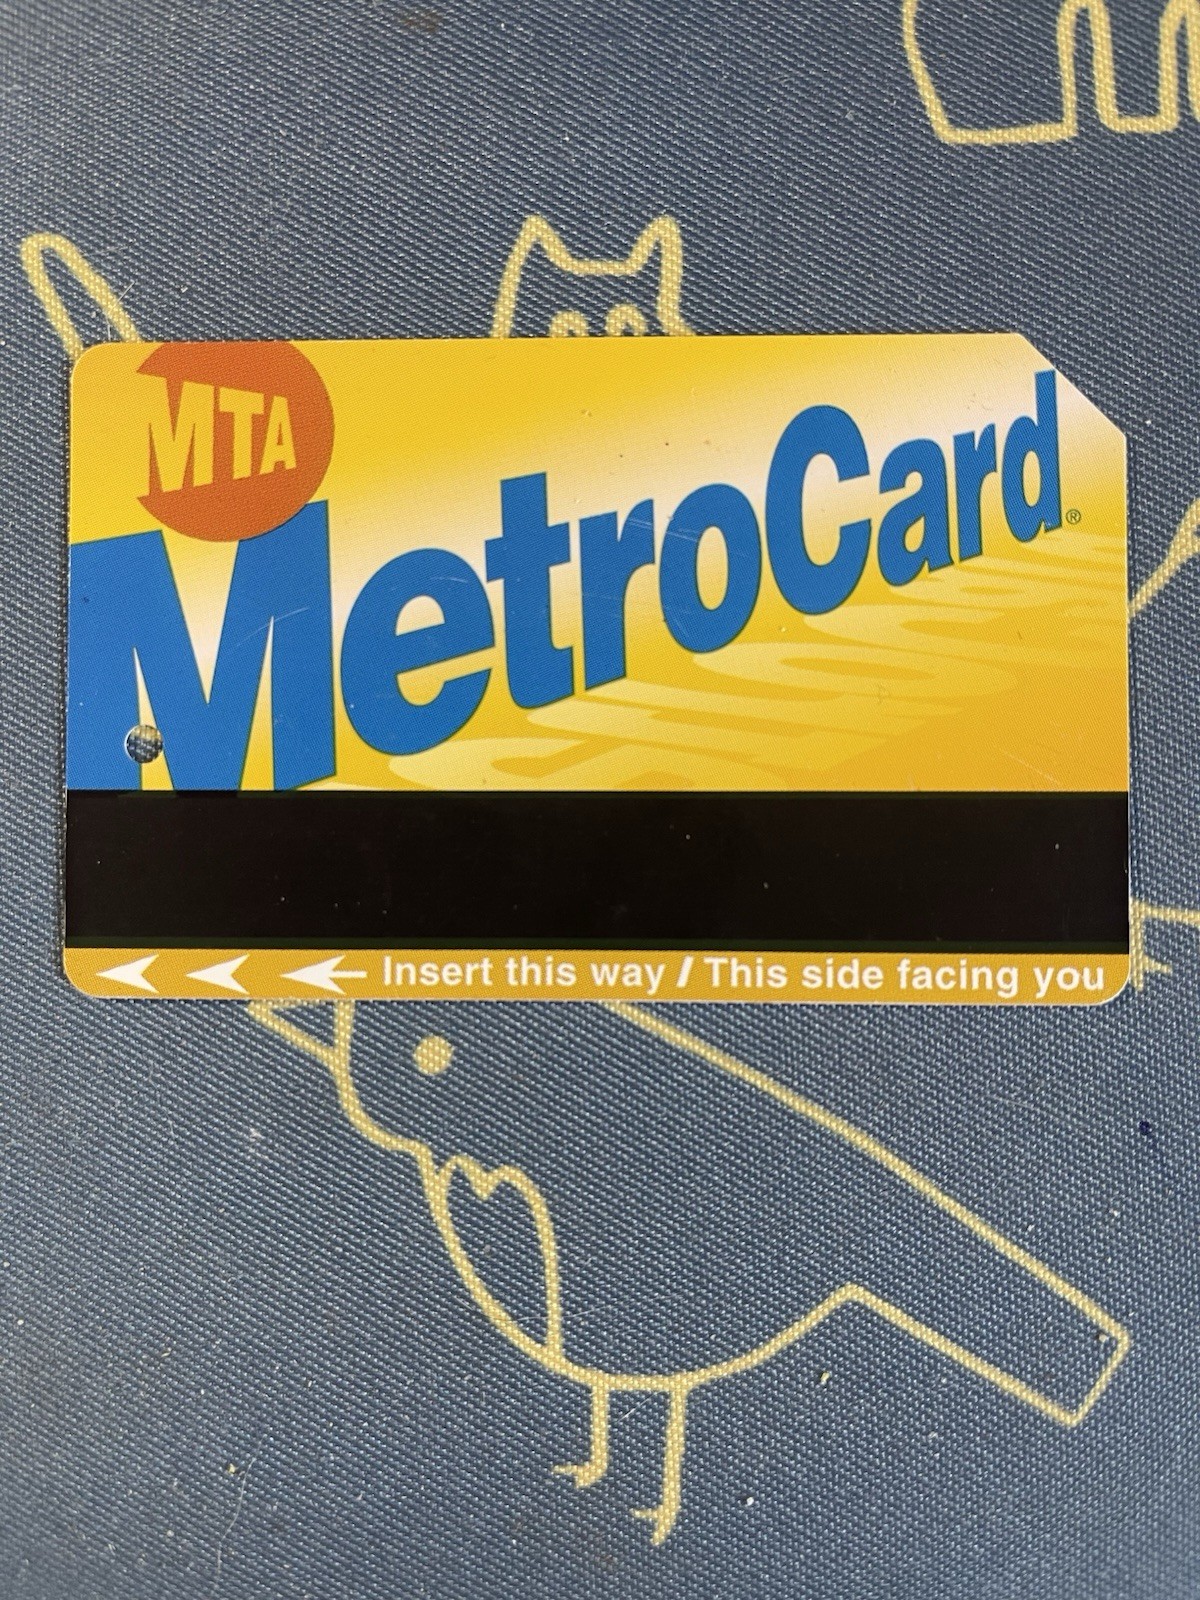 MTA
MetroCard®
Insert this way / This side facing you